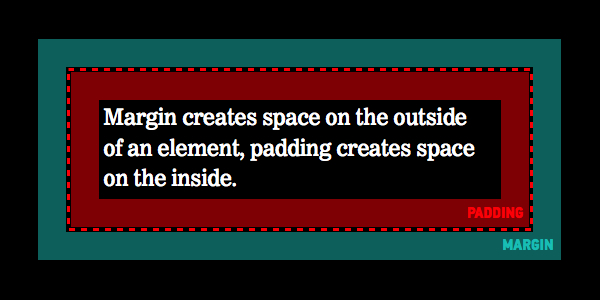 Margin creates space on the outside
of an element, padding creates space
on the inside.
PADDING
MARGIN